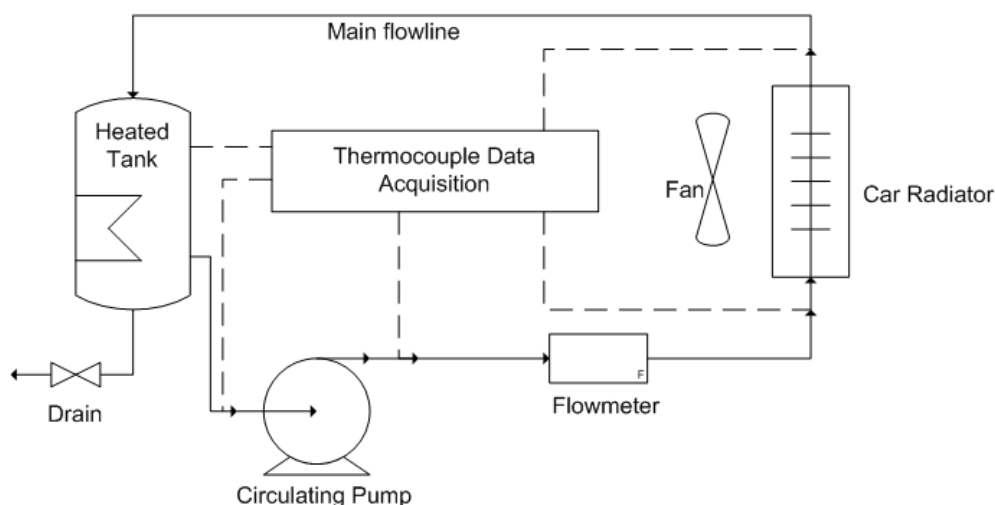 Main flowline
Heated
Tank
Thermocouple Data
Acquisition
Fan
Car Radiator
F
Flowmeter
Drain
Circulating Pump